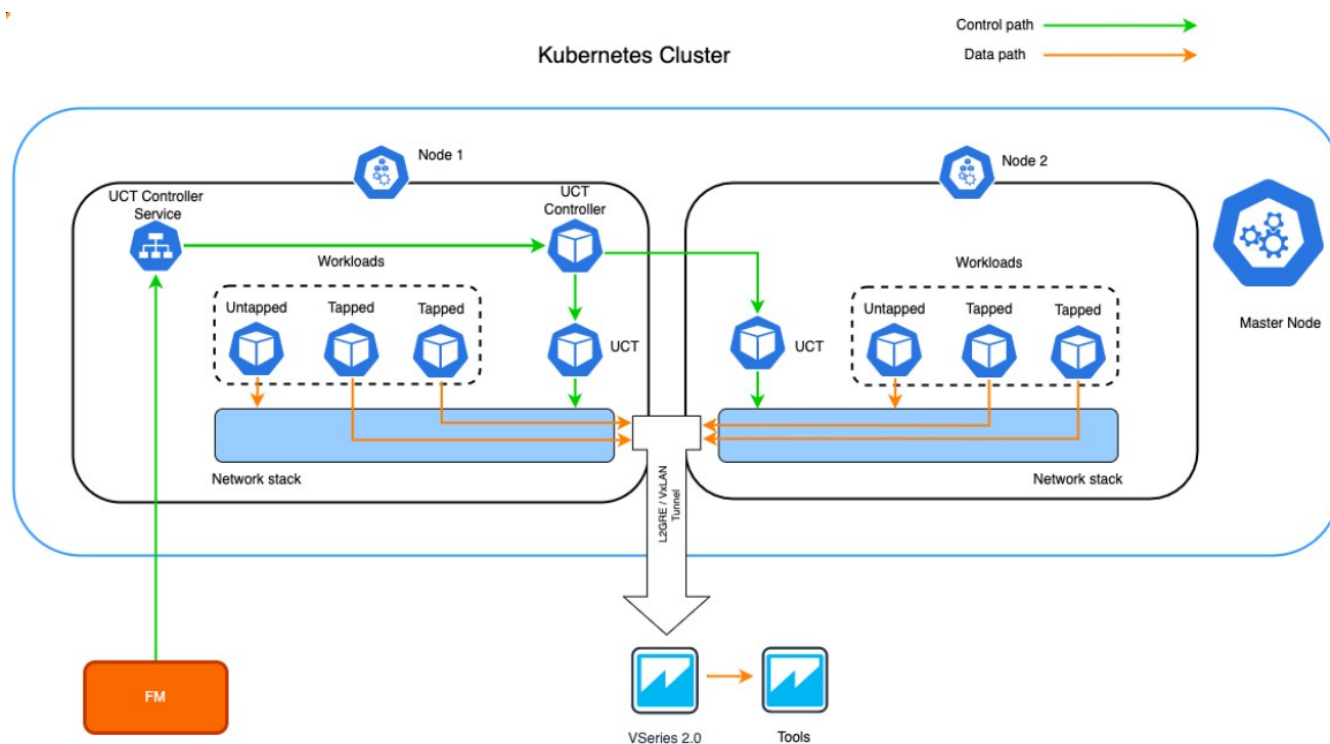 Control path
Kubernetes Cluster
Data path
Node 1
Node 2
UCT Controller
Service
UCT
Controller
Workloads
Workloads
Untapped
Tapped
Tapped
Untapped
Tapped
Tapped
Master Node
UCT
UCT
Network stack
Network stack
L2GRE / VxLAN
Tunnel
FM
VSeries 2.0
Tools